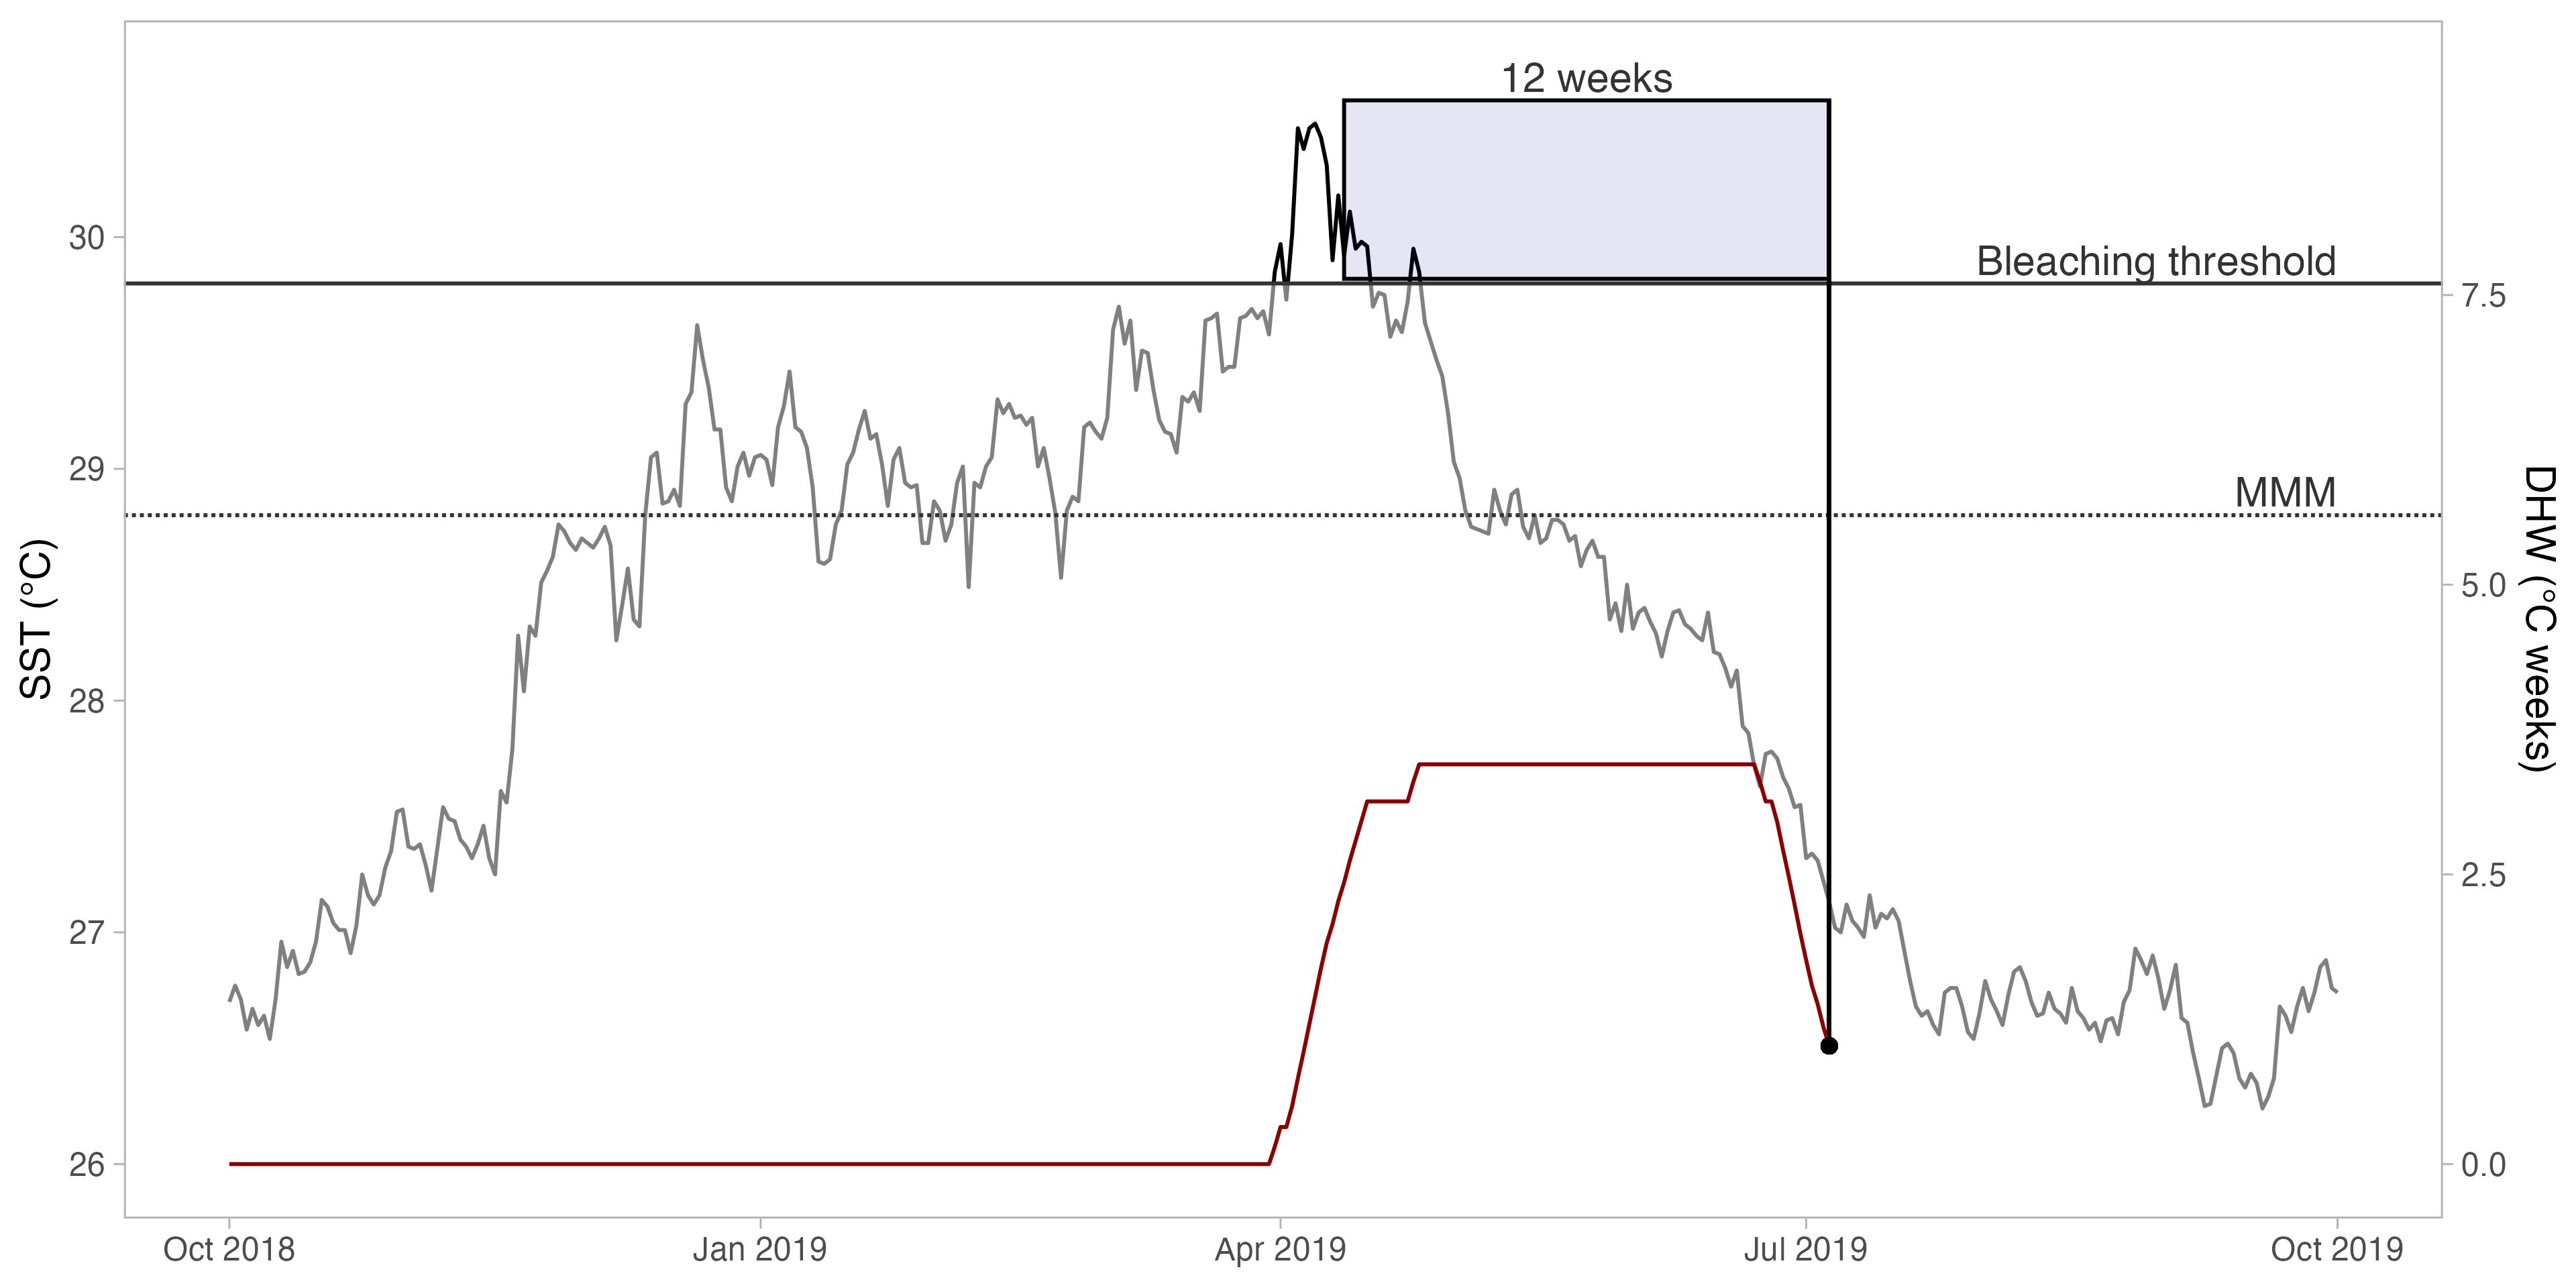 12 weeks
30
Bleaching threshold
7.5
29
MMM
5.0
SST (°C)
DHW (°C weeks)
28
27
2.5
26
0.0
Oct 2018
Jan 2019
Apr 2019
Jul 2019
Oct 2019